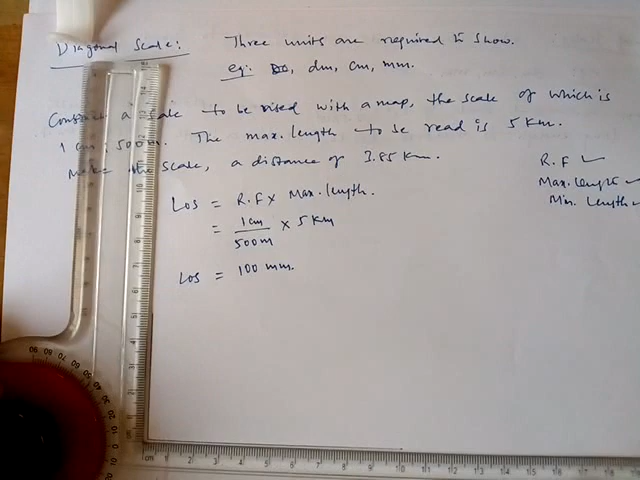 Diagonal Scale: Three units are required to show.
eg:- dm, cm, mm.
Construct a scale to be used with a map, the scale of which is
1 cm : 500m. The max. length to be read is 5 Km.
the scale, a distance of 3.85 Km.
R.F ✓
Max. length ✓
Min. length ✓
LOS = R.F x Max. length.
= 1cm/500m x 5 Km
LOS = 100 mm.